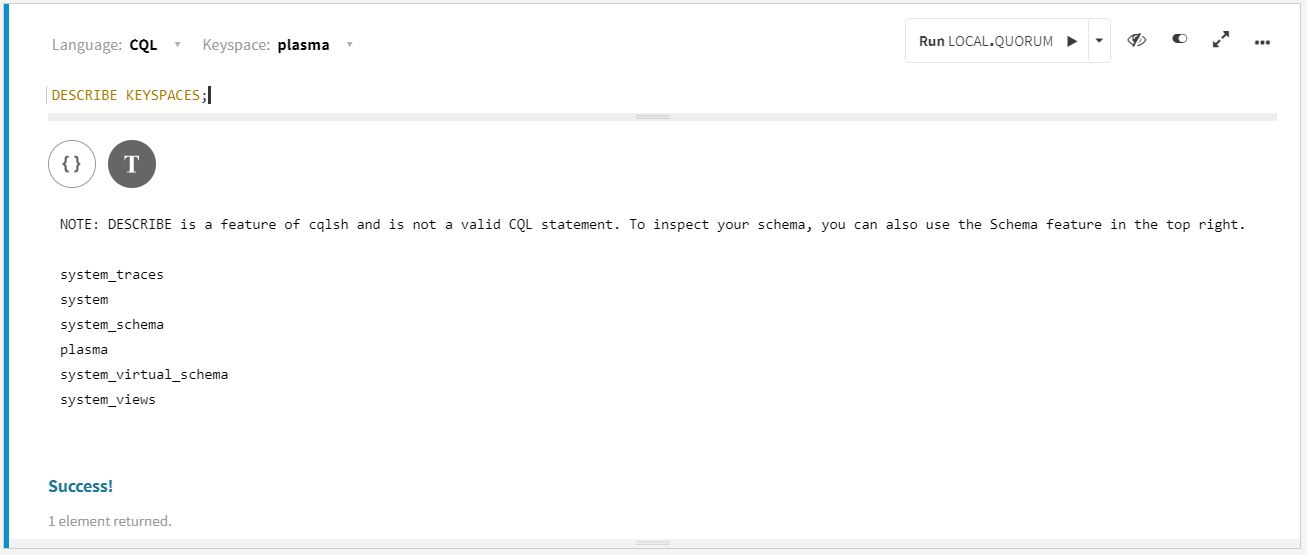 Language: CQL ▼ Keyspace: plasma ▼ Run LOCAL.QUORUM
DESCRIBE KEYSPACES;
{ } T
NOTE: DESCRIBE is a feature of cqlsh and is not a valid CQL statement. To inspect your schema, you can also use the Schema feature in the top right.
system_traces
system
system_schema
plasma
system_virtual_schema
system_views
Success!
1 element returned.